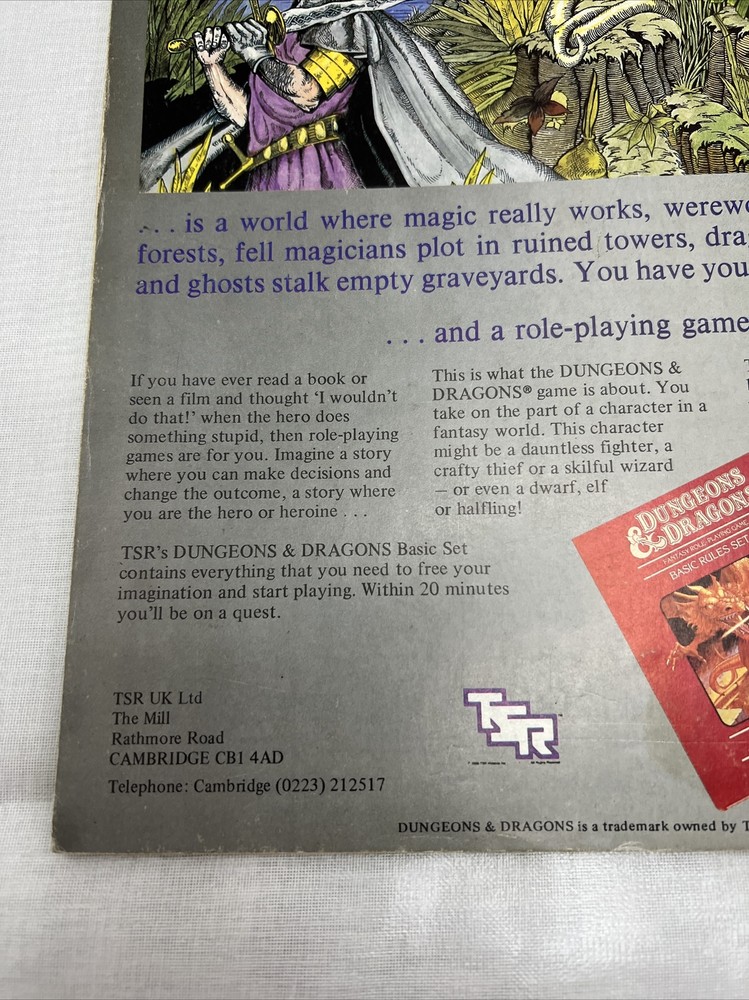 ... is a world where magic really works,
forests, fell magicians plot in ruined towers,
and ghosts stalk empty graveyards. You have
... and a role-playing game
If you have ever read a book or
seen a film and thought ‘I wouldn't
do that!’ when the hero does
something stupid, then role-playing
games are for you. Imagine a story
where you can make decisions and
change the outcome, a story where
you are the hero or heroine ...
This is what the DUNGEONS &
DRAGONS® game is about. You
take on the part of a character in a
fantasy world. This character
might be a dauntless fighter, a
crafty thief or a skilful wizard
— or even a dwarf, elf
or halfling!
TSR's DUNGEONS & DRAGONS Basic Set
contains everything that you need to free your
imagination and start playing. Within 20 minutes
you'll be on a quest.
DUNGEONS
& DRAGONS
FANTASY ROLE-PLAYING GAME
BASIC RULES SET
TSR UK Ltd
The Mill
Rathmore Road
CAMBRIDGE CB1 4AD
Telephone: Cambridge (0223) 212517
TSR
DUNGEONS & DRAGONS is a trademark owned by